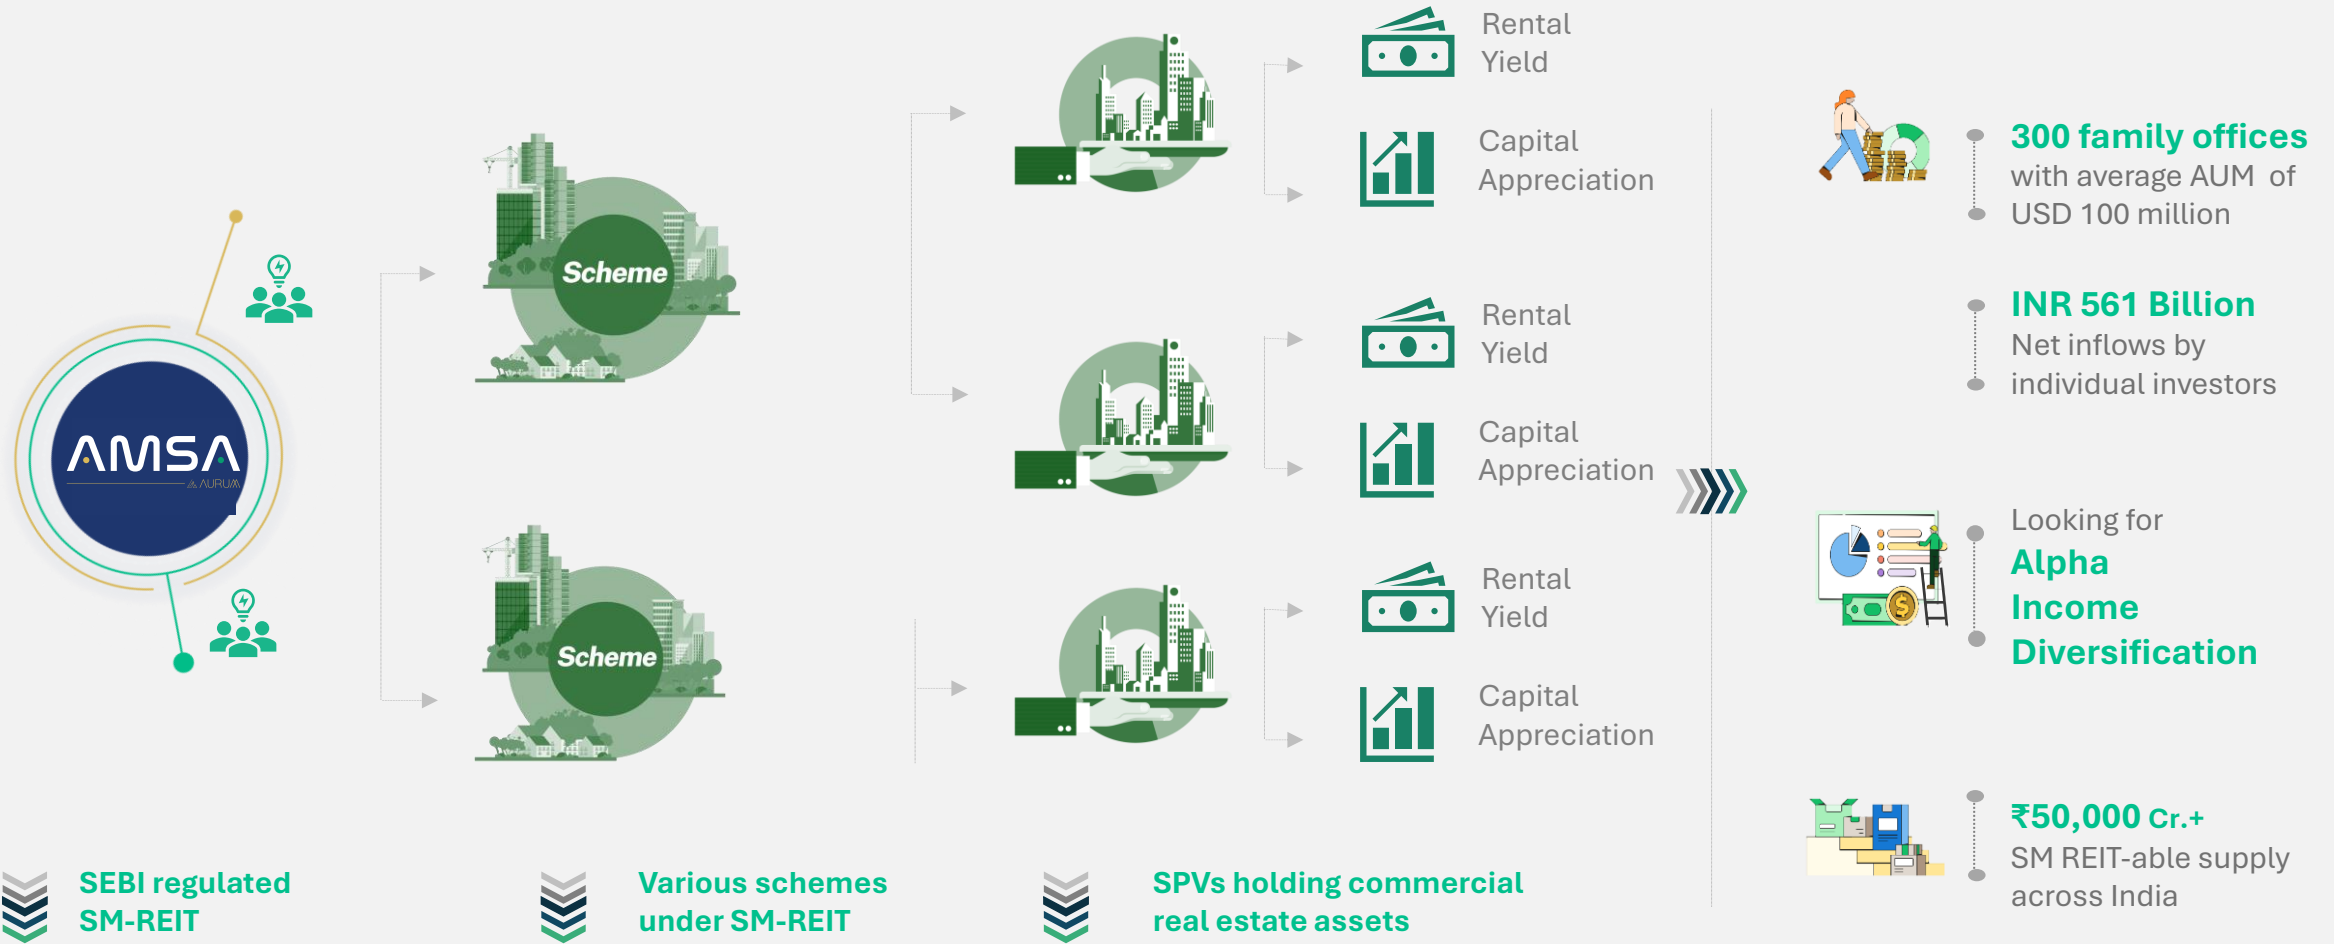 AMSA
AURUM
SEBI regulated
SM-REIT
Scheme
Scheme
Various schemes
under SM-REIT
Rental
Yield
Capital
Appreciation
Rental
Yield
Capital
Appreciation
Rental
Yield
Capital
Appreciation
SPVs holding commercial
real estate assets
300 family offices
with average AUM of
USD 100 million
INR 561 Billion
Net inflows by
individual investors
Looking for
Alpha
Income
Diversification
₹50,000 Cr.+
SM REIT-able supply
across India